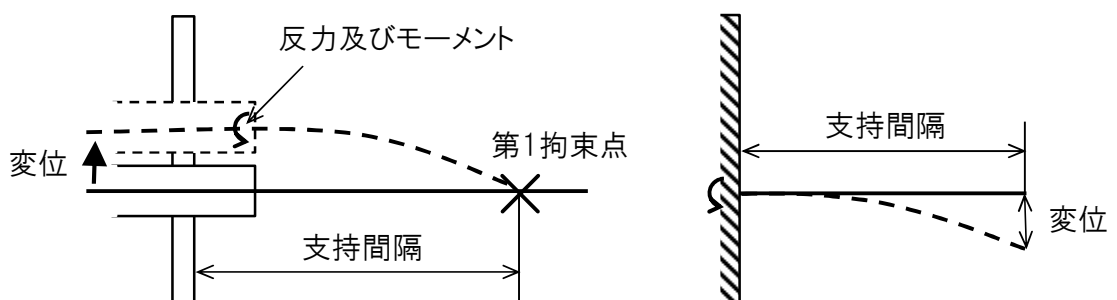 反力及びモーメント
変位
第1拘束点
支持間隔
支持間隔
変位